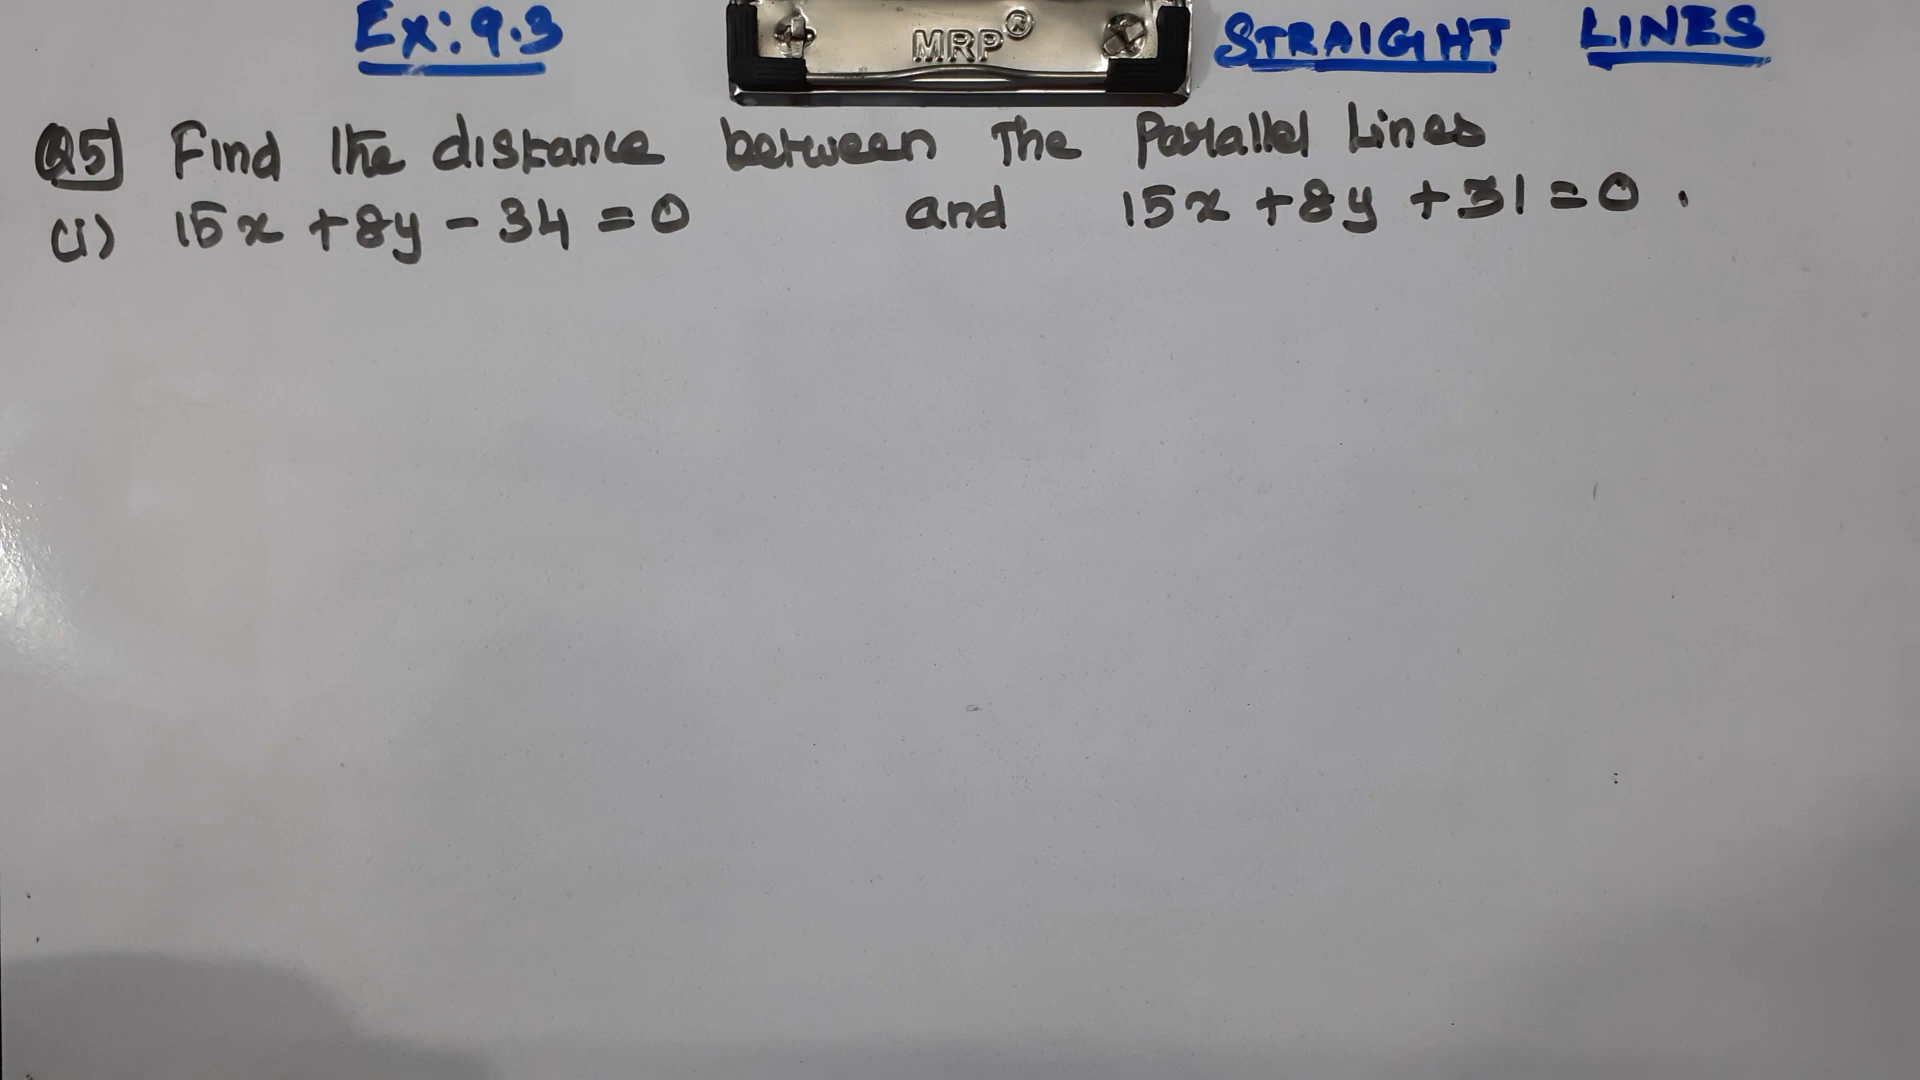 Ex: 9.3
MRP®
STRAIGHT LINES
Q5] Find the distance between The Parallel Lines
(i) 15x + 8y - 34 = 0 and 15x + 8y + 31 = 0.